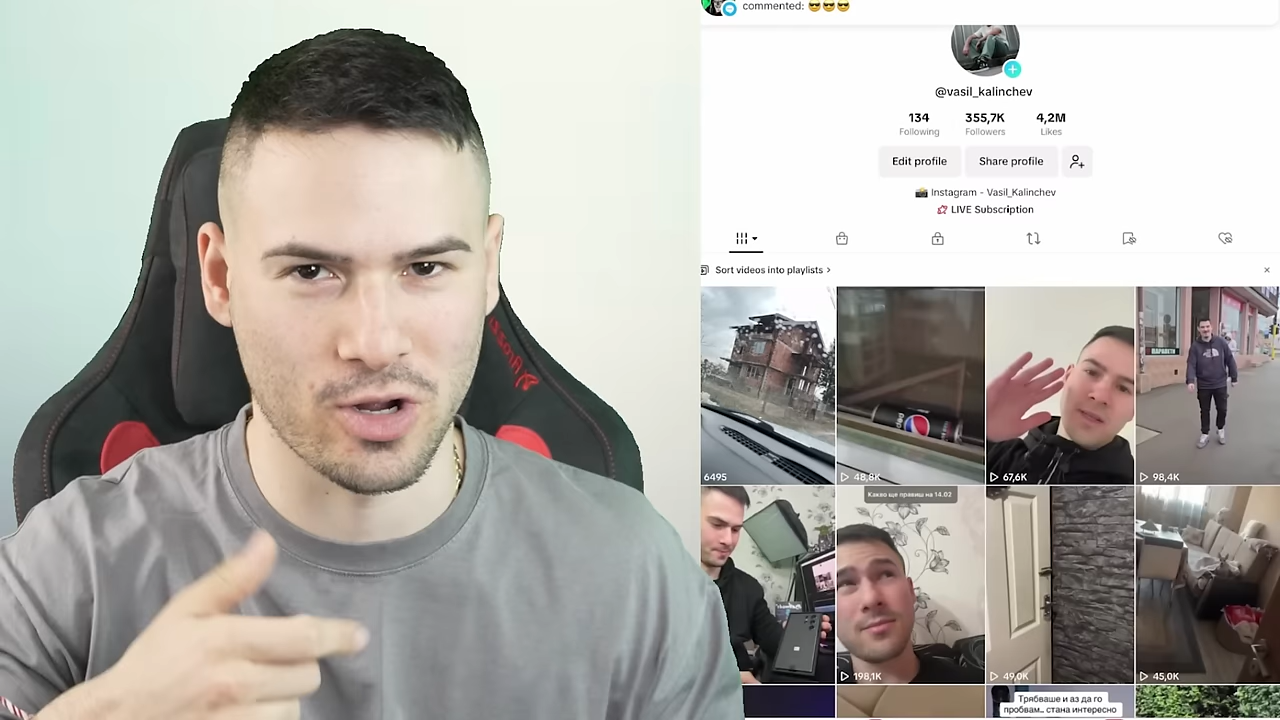 commented: 😎😎😎
@vasil_kalinchev
134 355,7K 4,2M
Following Followers Likes
Edit profile Share profile
📸 Instagram - Vasil_Kalinchev
LIVE Subscription
Sort videos into playlists >
6495
48,8K
67,6K
98,4K
Какво ще правиш на 14.02
198,1K
49,0K
45,0K
Трябваше и аз да го
пробвам.. стана интересно